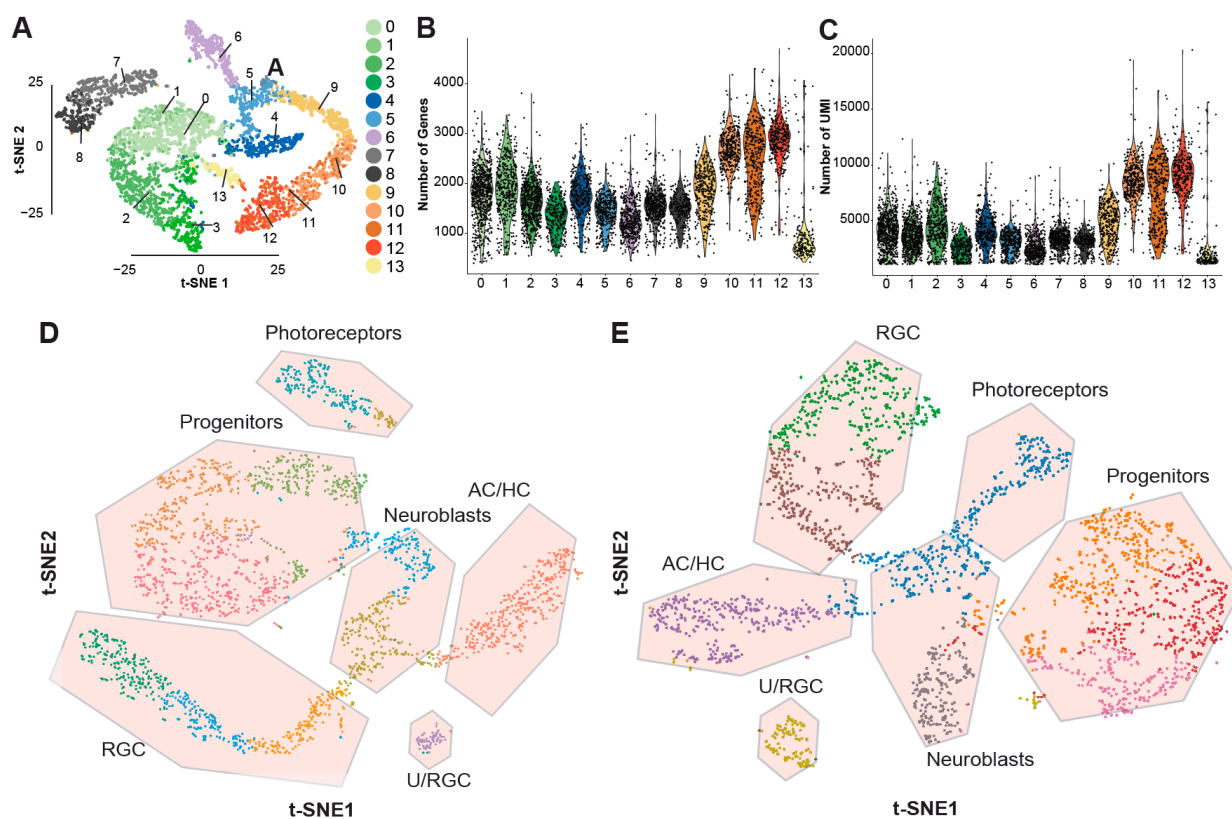 A
25
0
−25
t-SNE 2
−25
0
25
t-SNE 1
0
1
2
3
4
5
6
7
8
9
10
11
12
13
A
0
1
2
3
4
5
6
7
8
9
10
11
12
13
B
Number of Genes
4000
3000
2000
1000
0 1 2 3 4 5 6 7 8 9 10 11 12 13
C
Number of UMI
20000
15000
10000
5000
0 1 2 3 4 5 6 7 8 9 10 11 12 13
D
Photoreceptors
Progenitors
AC/HC
Neuroblasts
RGC
U/RGC
t-SNE2
t-SNE1
E
RGC
Photoreceptors
Progenitors
AC/HC
U/RGC
Neuroblasts
t-SNE2
t-SNE1